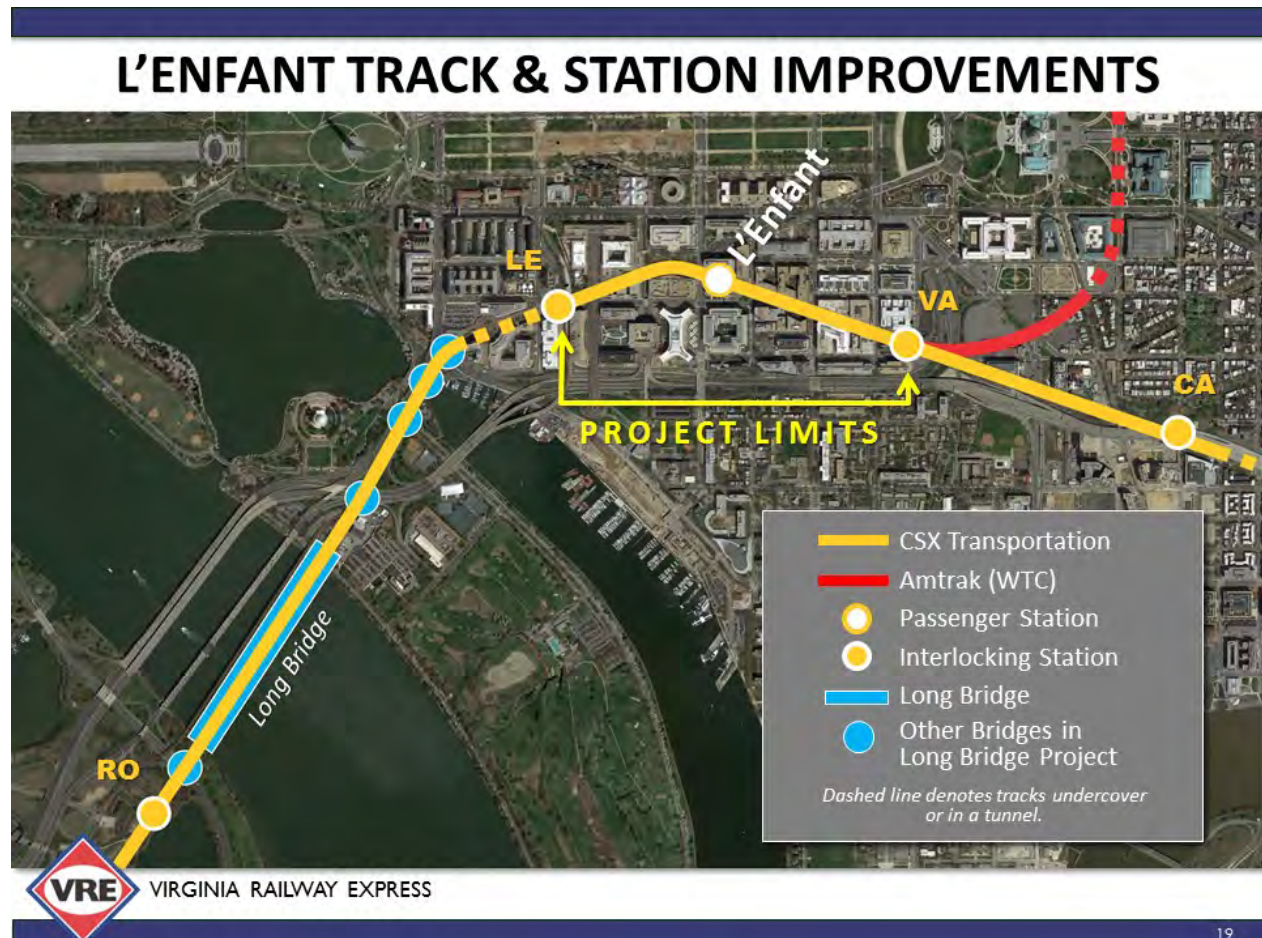 L'ENFANT TRACK & STATION IMPROVEMENTS
L'Enfant
LE
VA
CA
PROJECT LIMITS
Long Bridge
RO
CSX Transportation
Amtrak (WTC)
Passenger Station
Interlocking Station
Long Bridge
Other Bridges in
Long Bridge Project
Dashed line denotes tracks undercover
or in a tunnel.
VRE
VIRGINIA RAILWAY EXPRESS
19